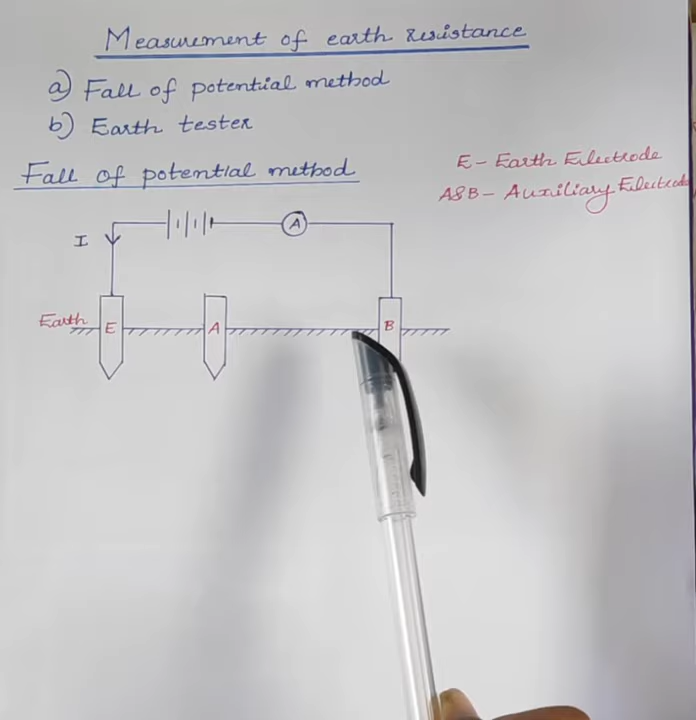 Measurement of earth resistance
a) Fall of potential method
b) Earth tester
Fall of potential method
E - Earth Electrode
A&B - Auxiliary Electrode
I
A
Earth
E
A
B